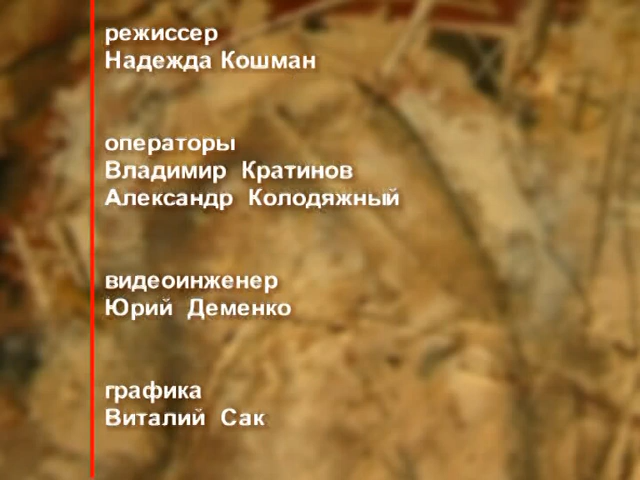 режиссер
Надежда Кошман
операторы
Владимир Кратинов
Александр Колодяжный
видеоинженер
Юрий Деменко
графика
Виталий Сак